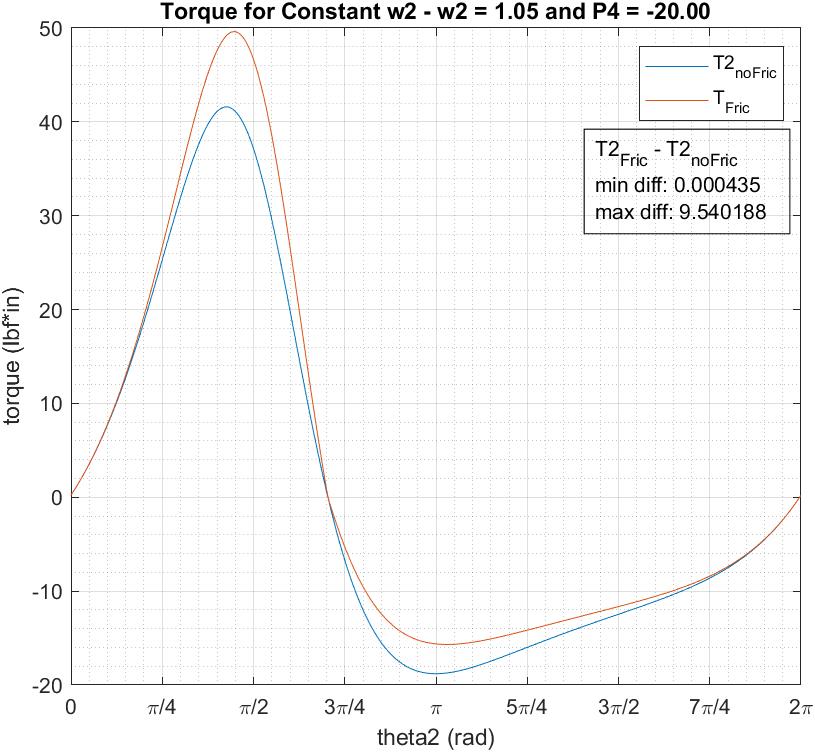 Torque for Constant w2 - w2 = 1.05 and P4 = -20.00
50
40
30
20
10
0
-10
-20
torque (lbf*in)
T2noFric
TFric
T2Fric - T2noFric
min diff: 0.000435
max diff: 9.540188
0 π/4 π/2 3π/4 π 5π/4 3π/2 7π/4 2π
theta2 (rad)